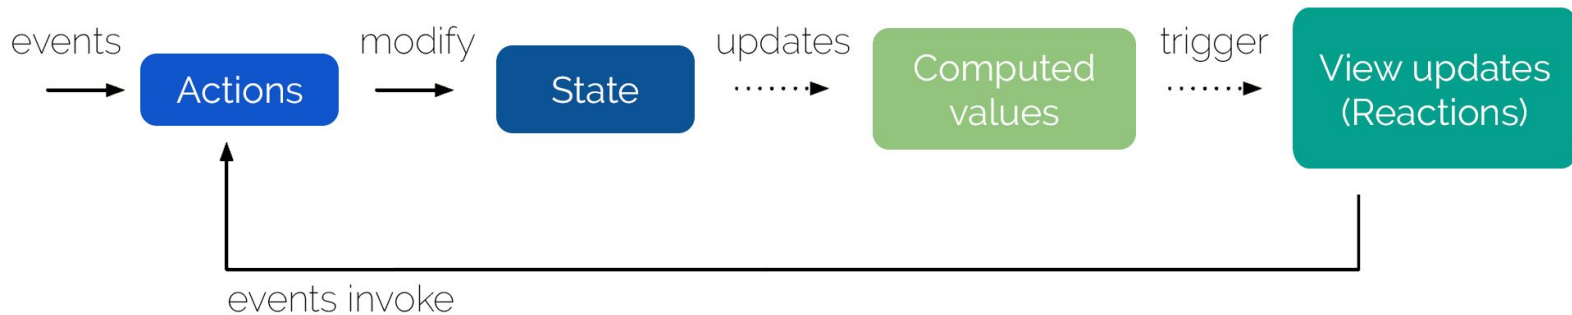 events
Actions
modify
State
updates
Computed
values
trigger
View updates
(Reactions)
events invoke